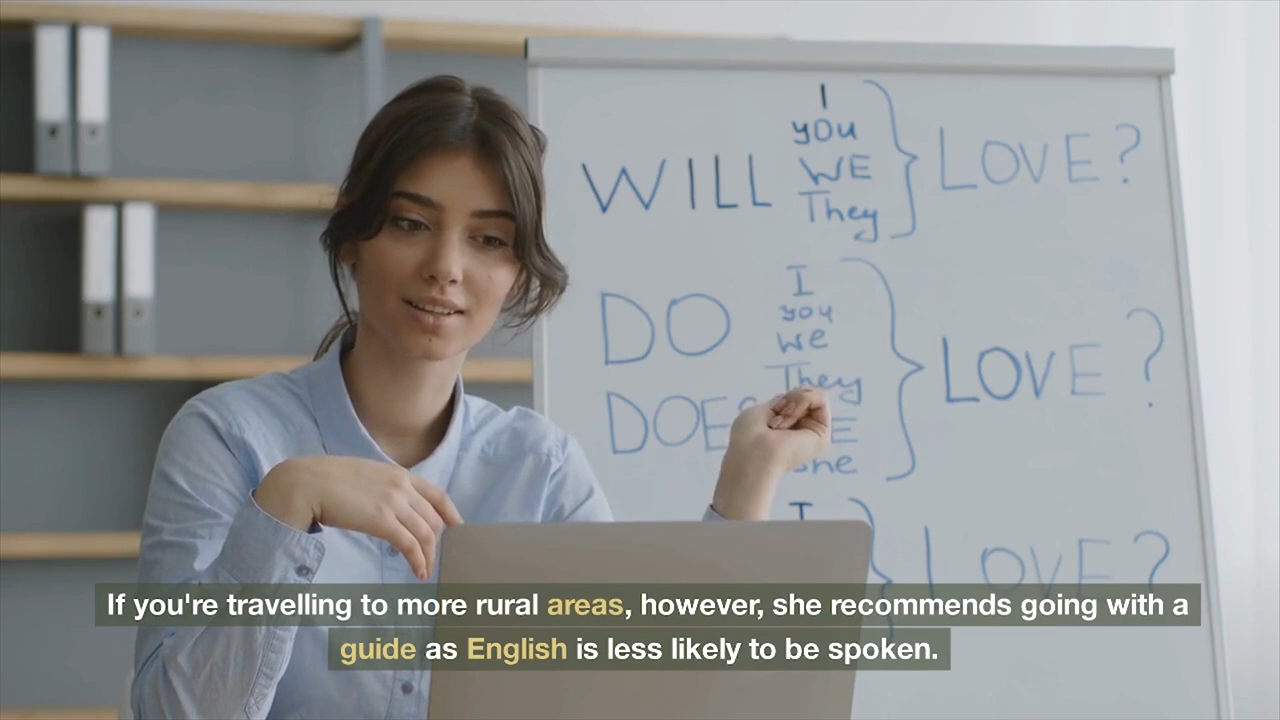 I
you
WE
They
WILL
LOVE?
I
you
we
They
DO
LOVE ?
DOES
I
LOVE?
If you're travelling to more rural areas, however, she recommends going with a
guide as English is less likely to be spoken.